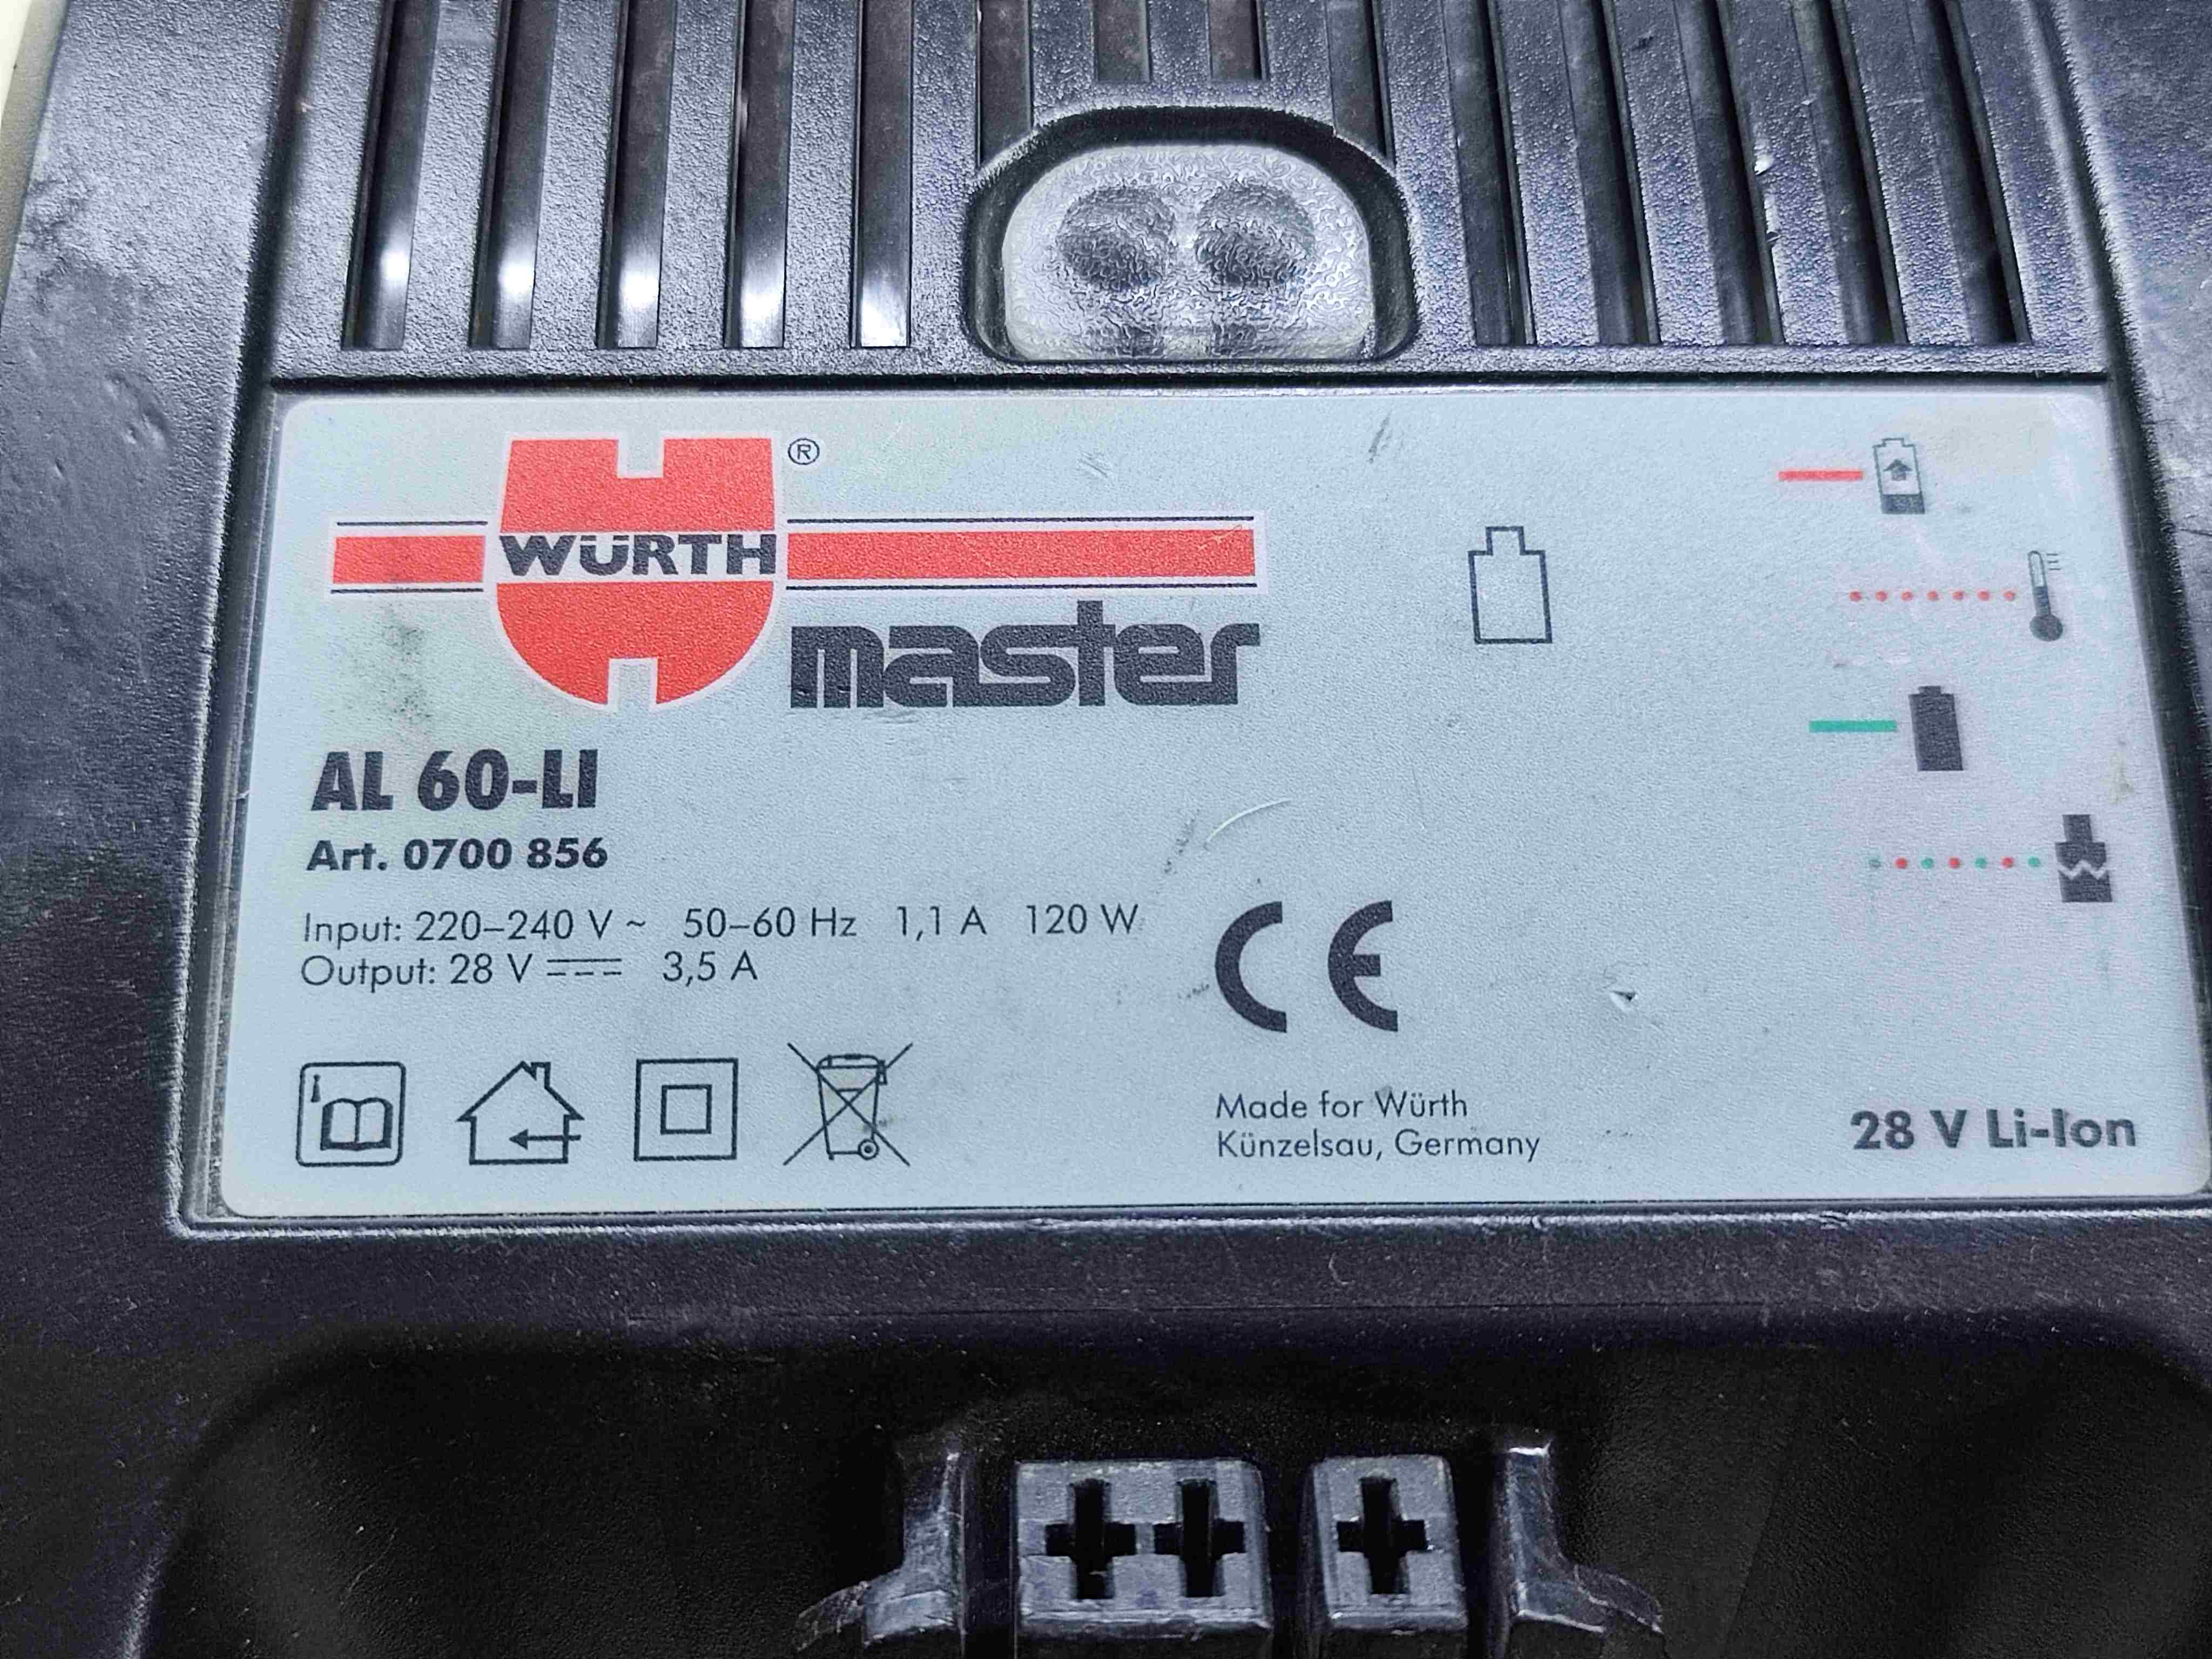 WÜRTH ®
master
AL 60-LI
Art. 0700 856
Input: 220–240 V ~ 50–60 Hz 1,1 A 120 W
Output: 28 V ⎓ 3,5 A
CE
Made for Würth
Künzelsau, Germany
28 V Li-Ion